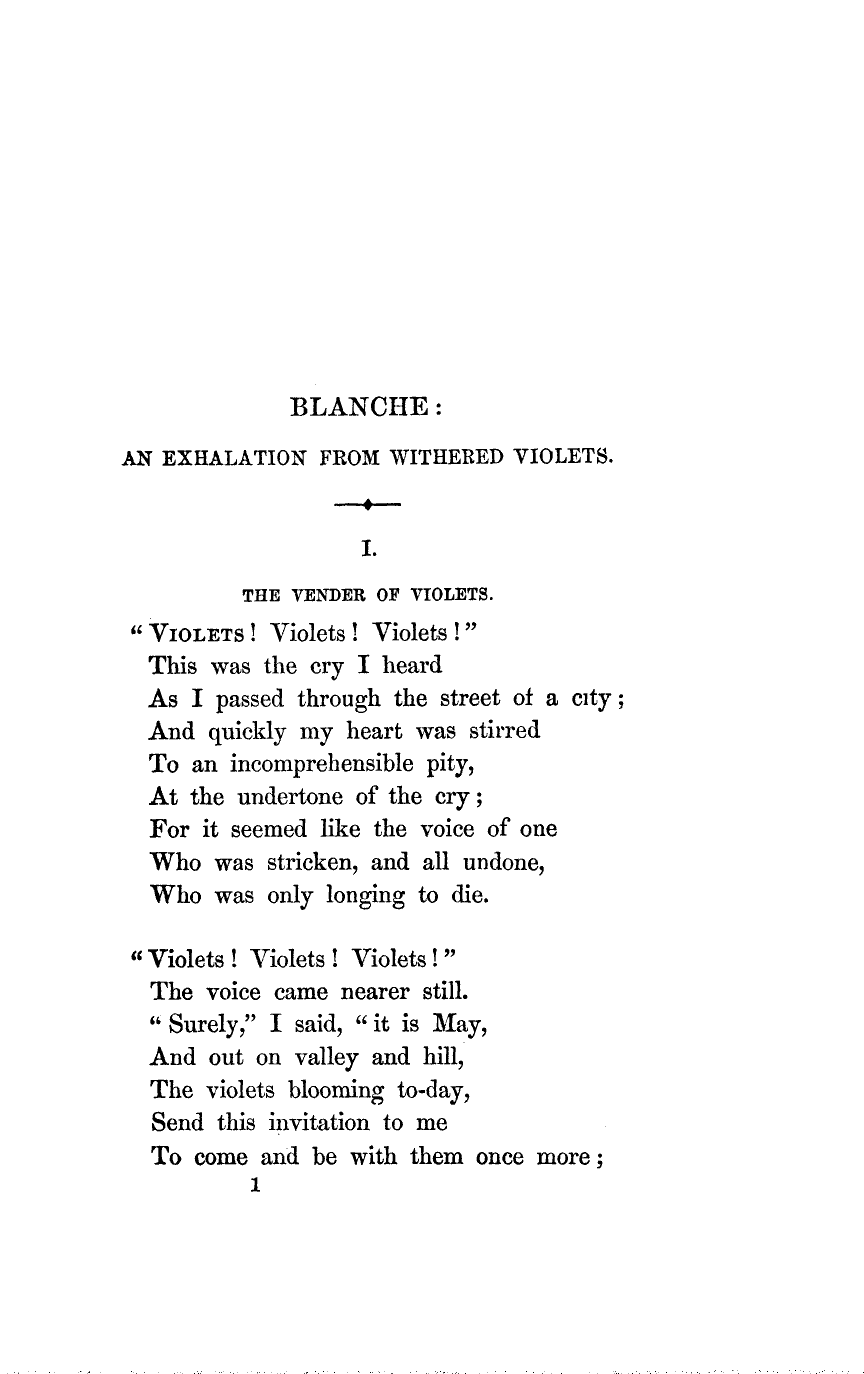 BLANCHE:
AN EXHALATION FROM WITHERED VIOLETS.
I.
THE VENDER OF VIOLETS.
“VIOLETS! Violets! Violets!”
This was the cry I heard
As I passed through the street of a city;
And quickly my heart was stirred
To an incomprehensible pity,
At the undertone of the cry;
For it seemed like the voice of one
Who was stricken, and all undone,
Who was only longing to die.
“Violets! Violets! Violets!”
The voice came nearer still.
“Surely,” I said, “it is May,
And out on valley and hill,
The violets blooming to-day,
Send this invitation to me
To come and be with them once more;
1